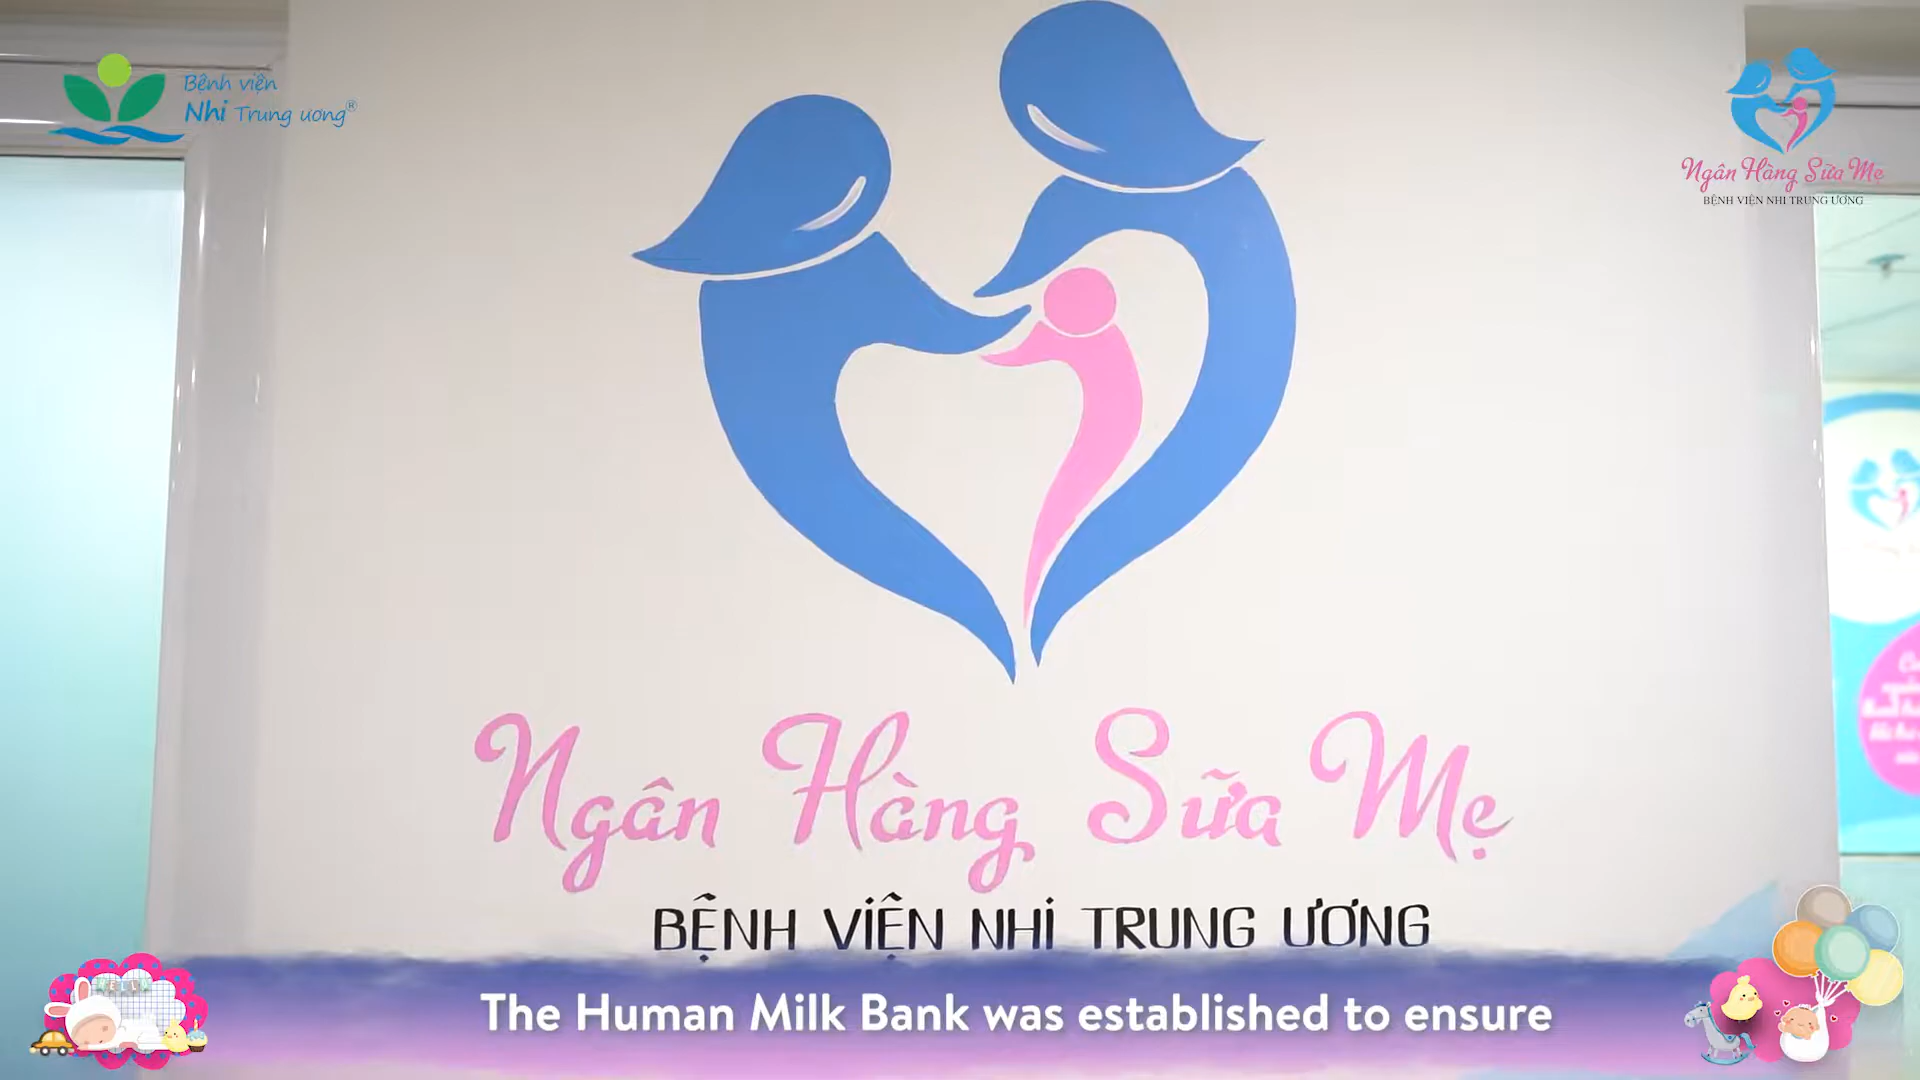 Bệnh viện
Nhi Trung ương®
Ngân Hàng Sữa Mẹ
BỆNH VIỆN NHI TRUNG ƯƠNG
Ngân Hàng Sữa Mẹ
BỆNH VIỆN NHI TRUNG ƯƠNG
HELLO
The Human Milk Bank was established to ensure